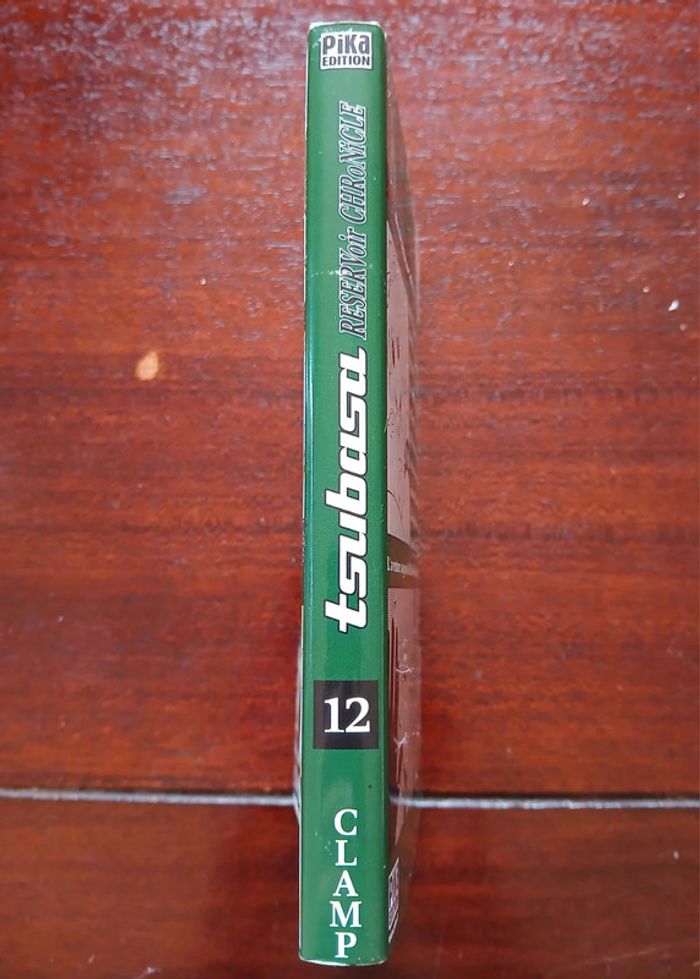 PiKa
EDITION
tsubasa RESERVoir CHRoNiCLE
12
CLAMP